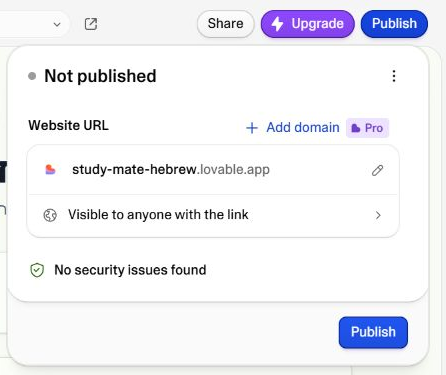 Share
Upgrade
Publish
Not published
Website URL
+ Add domain
Pro
study-mate-hebrew.lovable.app
Visible to anyone with the link
No security issues found
Publish